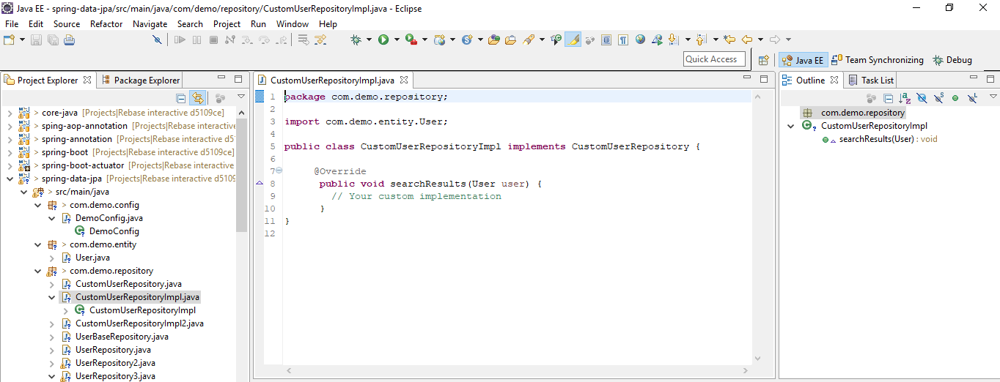 Java EE - spring-data-jpa/src/main/java/com/demo/repository/CustomUserRepositoryImpl.java - Eclipse
File Edit Source Refactor Navigate Search Project Run Window Help
Quick Access
Java EE
Team Synchronizing
Debug
Project Explorer
Package Explorer
> core-java [Projects|Rebase interactive d5109ce]
> sping-aop-annotation [Projects|Rebase interactive
> spring-annotation [Projects|Rebase interactive d51
> spring-boot [Projects|Rebase interactive d5109ce]
> spring-boot-actuator [Projects|Rebase interactive
> spring-data-jpa [Projects|Rebase interactive d5109
> src/main/java
> com.demo.config
DemoConfig.java
DemoConfig
> com.demo.entity
User.java
> com.demo.repository
CustomUserRepository.java
CustomUserRepositoryImpl.java
CustomUserRepositoryImpl
CustomUserRepositoryImpl2.java
UserBaseRepository.java
UserRepository.java
UserRepository2.java
UserRepository3.java
CustomUserRepositoryImpl.java
1 package com.demo.repository;
2
3 import com.demo.entity.User;
4
5 public class CustomUserRepositoryImpl implements CustomUserRepository {
6
7 @Override
8 public void searchResults(User user) {
9 // Your custom implementation
10 }
11 }
12
Outline
Task List
com.demo.repository
CustomUserRepositoryImpl
searchResults(User) : void